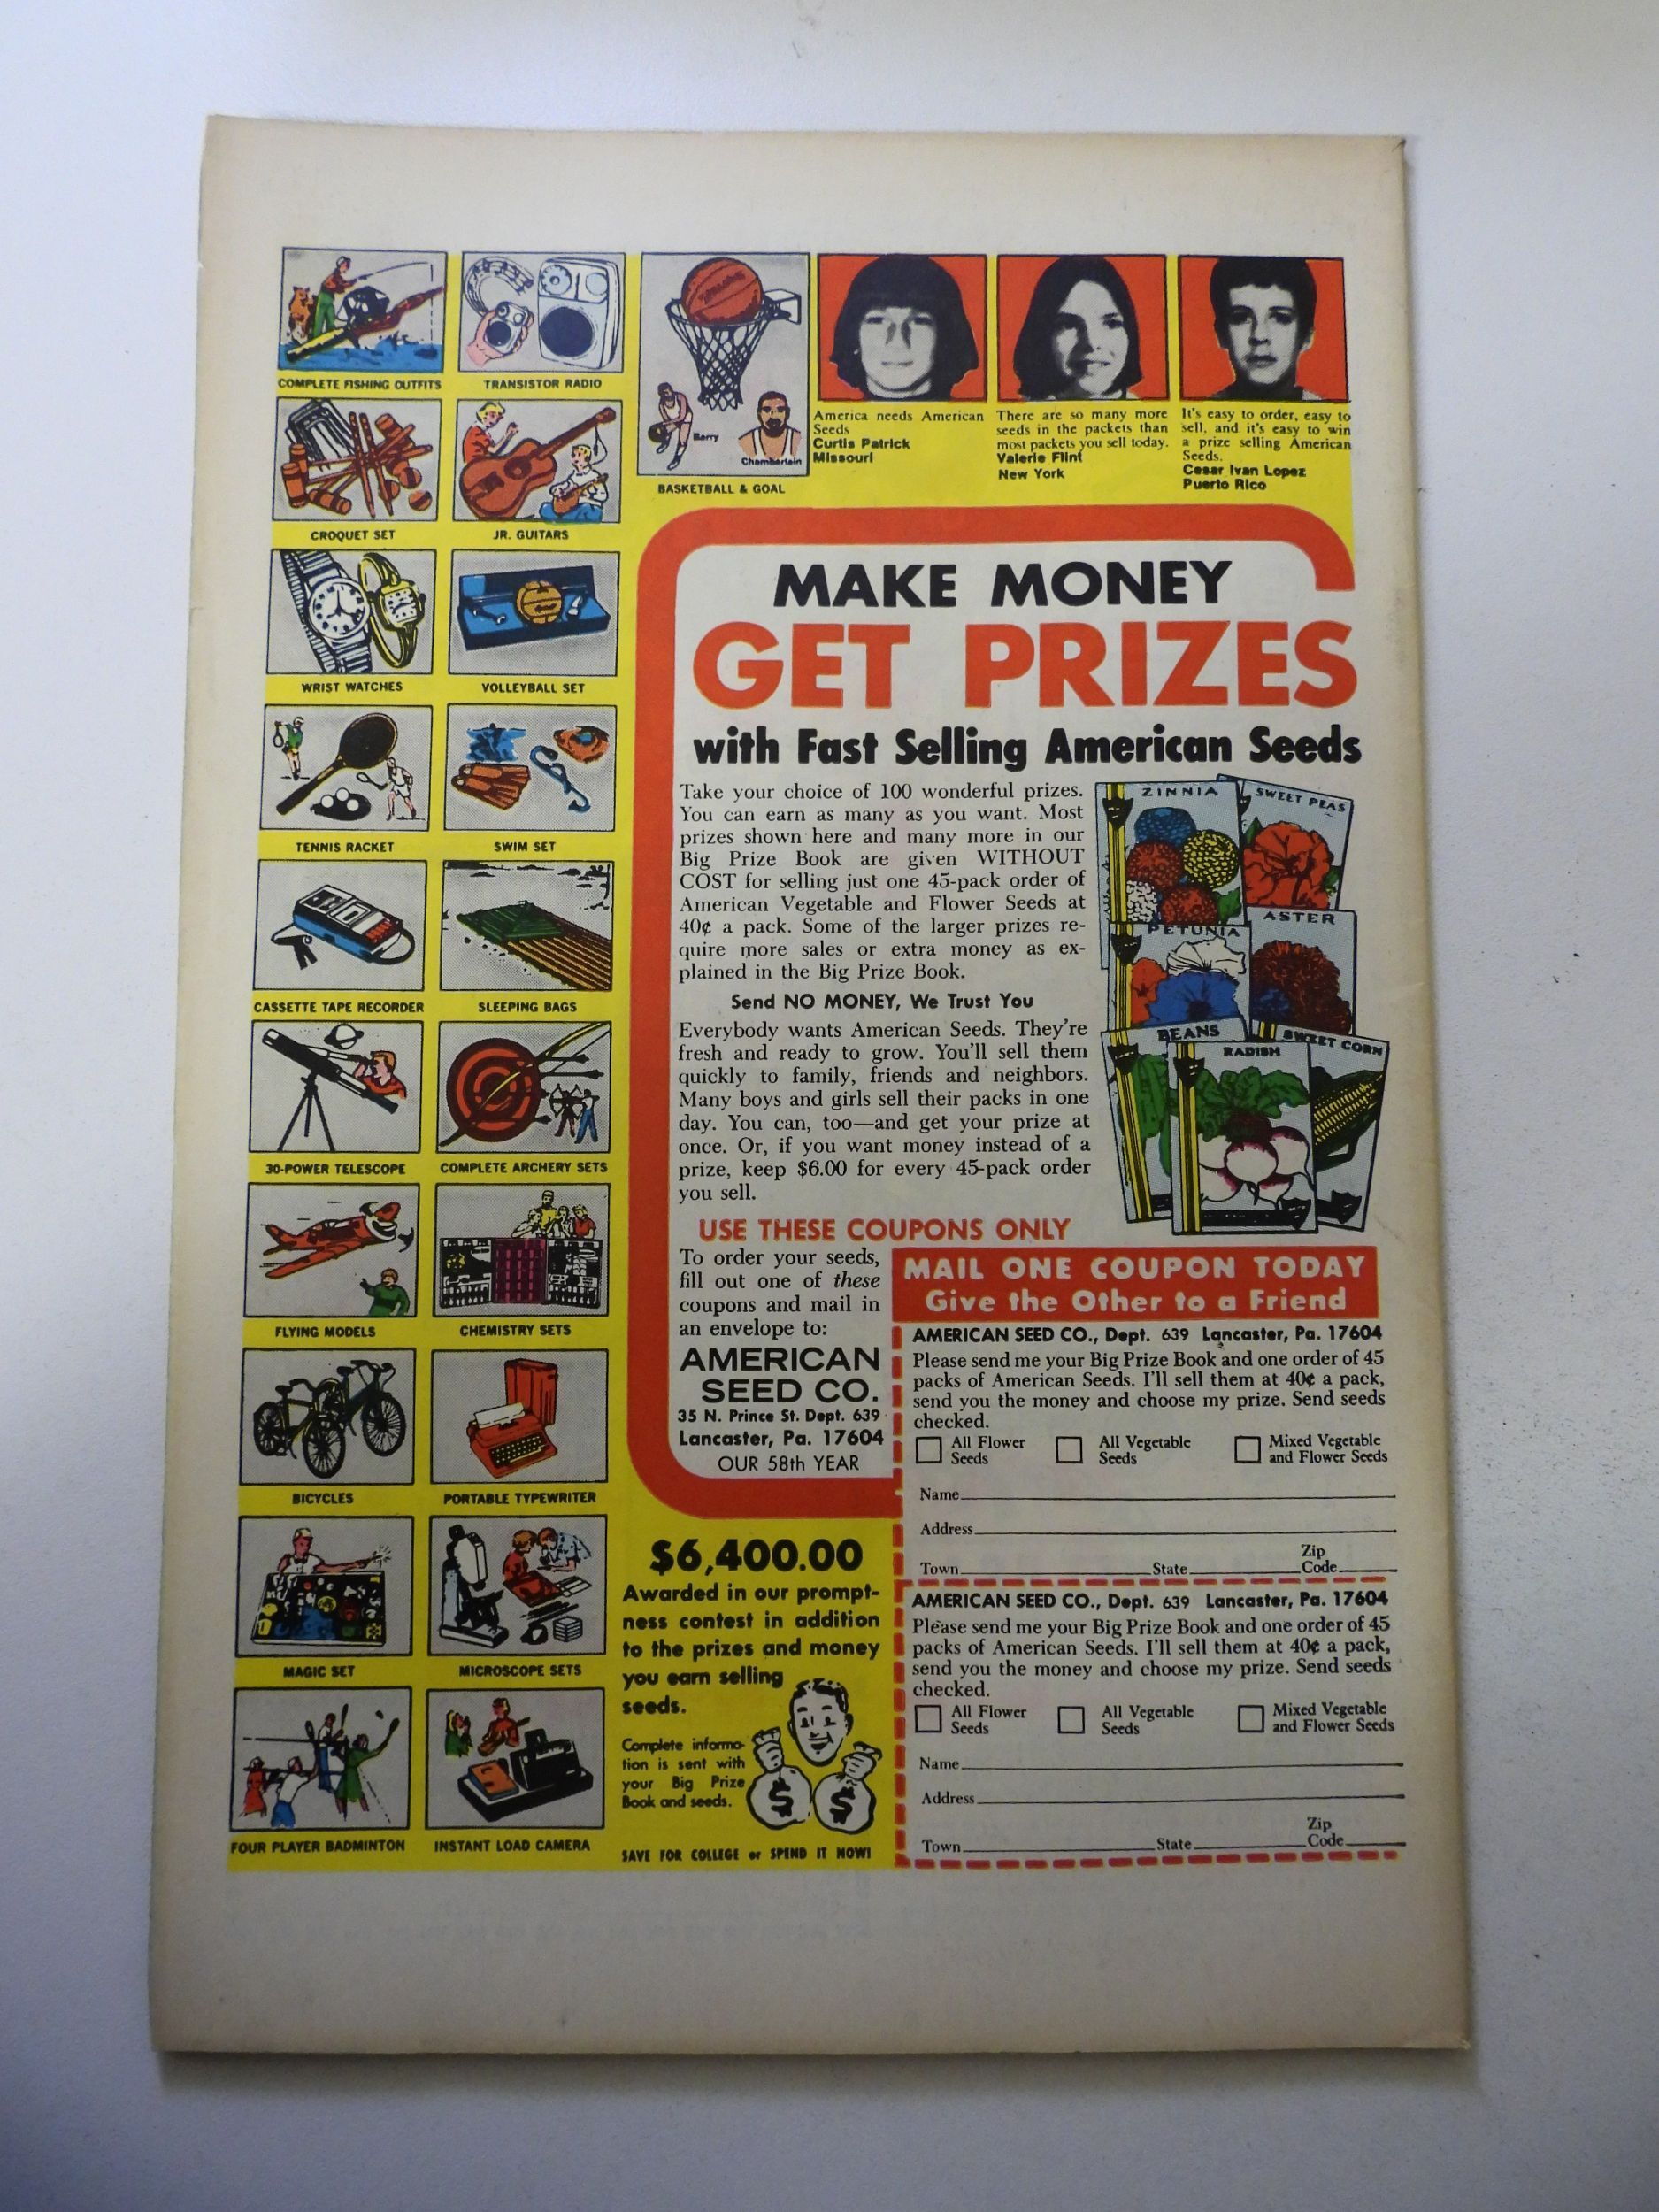 COMPLETE FISHING OUTFITS
TRANSISTOR RADIO
Barry
Chamberlain
BASKETBALL & GOAL
America needs American
Seeds
Curtis Patrick
Missouri
There are so many more
seeds in the packets than
most packets you sell today.
Valerie Flint
New York
It's easy to order, easy to
sell, and it's easy to win
a prize selling American
Seeds.
Cesar Ivan Lopez
Puerto Rico
CROQUET SET
JR. GUITARS
WRIST WATCHES
VOLLEYBALL SET
TENNIS RACKET
SWIM SET
CASSETTE TAPE RECORDER
SLEEPING BAGS
30-POWER TELESCOPE
COMPLETE ARCHERY SETS
FLYING MODELS
CHEMISTRY SETS
BICYCLES
PORTABLE TYPEWRITER
MAGIC SET
MICROSCOPE SETS
FOUR PLAYER BADMINTON
INSTANT LOAD CAMERA
MAKE MONEY
GET PRIZES
with Fast Selling American Seeds
Take your choice of 100 wonderful prizes.
You can earn as many as you want. Most
prizes shown here and many more in our
Big Prize Book are given WITHOUT
COST for selling just one 45-pack order of
American Vegetable and Flower Seeds at
40¢ a pack. Some of the larger prizes re-
quire more sales or extra money as ex-
plained in the Big Prize Book.
Send NO MONEY, We Trust You
Everybody wants American Seeds. They're
fresh and ready to grow. You'll sell them
quickly to family, friends and neighbors.
Many boys and girls sell their packs in one
day. You can, too—and get your prize at
once. Or, if you want money instead of a
prize, keep $6.00 for every 45-pack order
you sell.
ZINNIA
SWEET PEAS
PETUNIA
ASTER
BEANS
RADISH
SWEET CORN
USE THESE COUPONS ONLY
To order your seeds,
fill out one of these
coupons and mail in
an envelope to:
AMERICAN
SEED CO.
35 N. Prince St. Dept. 639
Lancaster, Pa. 17604
OUR 58th YEAR
$6,400.00
Awarded in our prompt-
ness contest in addition
to the prizes and money
you earn selling
seeds.
Complete informa-
tion is sent with
your Big Prize
Book and seeds.
$ $
SAVE FOR COLLEGE or SPEND IT NOW!
MAIL ONE COUPON TODAY
Give the Other to a Friend
AMERICAN SEED CO., Dept. 639 Lancaster, Pa. 17604
Please send me your Big Prize Book and one order of 45
packs of American Seeds. I'll sell them at 40¢ a pack,
send you the money and choose my prize. Send seeds
checked.
All Flower Seeds
All Vegetable Seeds
Mixed Vegetable and Flower Seeds
Name
Address
Town State Zip Code
AMERICAN SEED CO., Dept. 639 Lancaster, Pa. 17604
Please send me your Big Prize Book and one order of 45
packs of American Seeds. I'll sell them at 40¢ a pack,
send you the money and choose my prize. Send seeds
checked.
All Flower Seeds
All Vegetable Seeds
Mixed Vegetable and Flower Seeds
Name
Address
Town State Zip Code